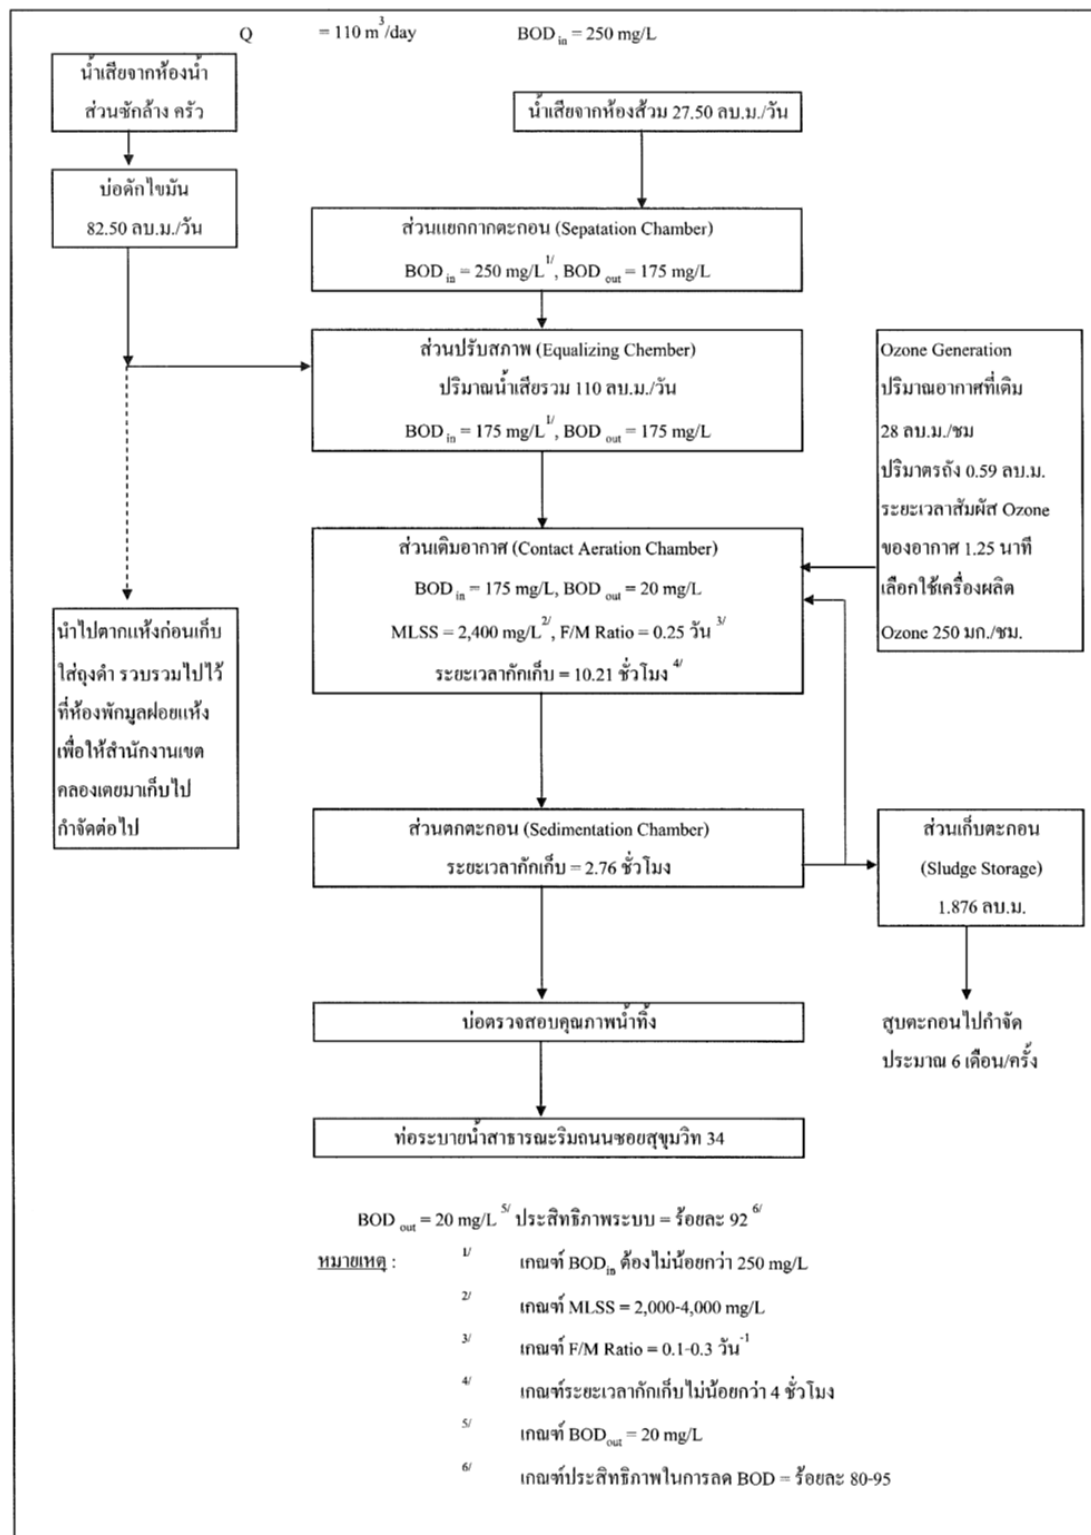 Q = 110 m³/day BOD in = 250 mg/L
น้ำเสียจากห้องน้ำ
ส่วนซักล้าง ครัว
น้ำเสียจากห้องส้วม 27.50 ลบ.ม./วัน
บ่อดักไขมัน
82.50 ลบ.ม./วัน
ส่วนแยกกากตะกอน (Sepatation Chamber)
BOD in = 250 mg/L 1/, BOD out = 175 mg/L
ส่วนปรับสภาพ (Equalizing Chember)
ปริมาณน้ำเสียรวม 110 ลบ.ม./วัน
BOD in = 175 mg/L 1/, BOD out = 175 mg/L
Ozone Generation
ปริมาณอากาศที่เติม
28 ลบ.ม./ชม
ปริมาตรถัง 0.59 ลบ.ม.
ระยะเวลาสัมผัส Ozone
ของอากาศ 1.25 นาที
เลือกใช้เครื่องผลิต
Ozone 250 มก./ชม.
ส่วนเติมอากาศ (Contact Aeration Chamber)
BOD in = 175 mg/L, BOD out = 20 mg/L
MLSS = 2,400 mg/L 2/, F/M Ratio = 0.25 วัน 3/
ระยะเวลากักเก็บ = 10.21 ชั่วโมง 4/
นำไปตากแห้งก่อนเก็บ
ใส่ถุงดำ รวบรวมไปไว้
ที่ห้องพักมูลฝอยแห้ง
เพื่อให้สำนักงานเขต
คลองเตยมาเก็บไป
กำจัดต่อไป
ส่วนตกตะกอน (Sedimentation Chamber)
ระยะเวลากักเก็บ = 2.76 ชั่วโมง
ส่วนเก็บตะกอน
(Sludge Storage)
1.876 ลบ.ม.
บ่อตรวจสอบคุณภาพน้ำทิ้ง
สูบตะกอนไปกำจัด
ประมาณ 6 เดือน/ครั้ง
ท่อระบายน้ำสาธารณะริมถนนซอยสุขุมวิท 34
BOD out = 20 mg/L 5/ ประสิทธิภาพระบบ = ร้อยละ 92 6/
หมายเหตุ : 1/ เกณฑ์ BODin ต้องไม่น้อยกว่า 250 mg/L
2/ เกณฑ์ MLSS = 2,000-4,000 mg/L
3/ เกณฑ์ F/M Ratio = 0.1-0.3 วัน-1
4/ เกณฑ์ระยะเวลากักเก็บไม่น้อยกว่า 4 ชั่วโมง
5/ เกณฑ์ BODout = 20 mg/L
6/ เกณฑ์ประสิทธิภาพในการลด BOD = ร้อยละ 80-95